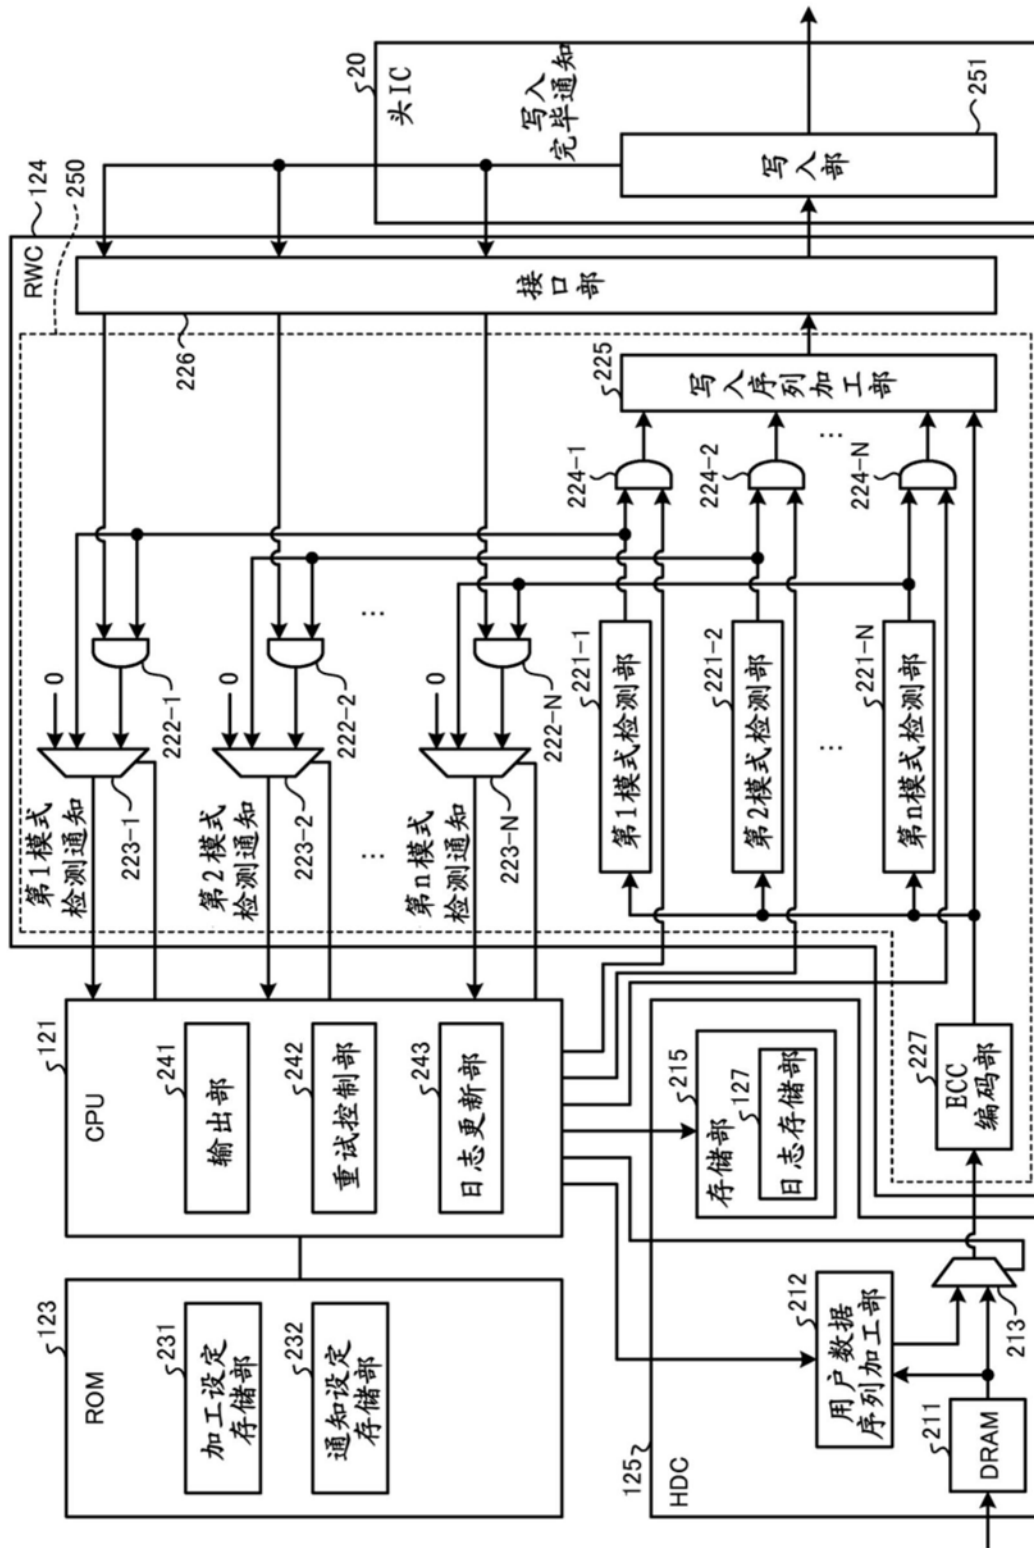 123
ROM
231
加工设定
存储部
232
通知设定
存储部
121
CPU
241
输出部
242
重试控制部
243
日志更新部
第1模式
检测通知
223-1
0
222-1
第2模式
检测通知
223-2
0
222-2
…
…
第n模式
检测通知
223-N
0
222-N
226
RWC
124
250
接口部
20
头IC
写入
完毕通知
写入部
251
221-1
第1模式检测部
221-2
第2模式检测部
…
221-N
第n模式检测部
224-1
224-2
…
224-N
225
写入序列加工部
125
HDC
215
存储部
127
日志存储部
212
用户数据
序列加工部
211
DRAM
213
227
ECC
编码部